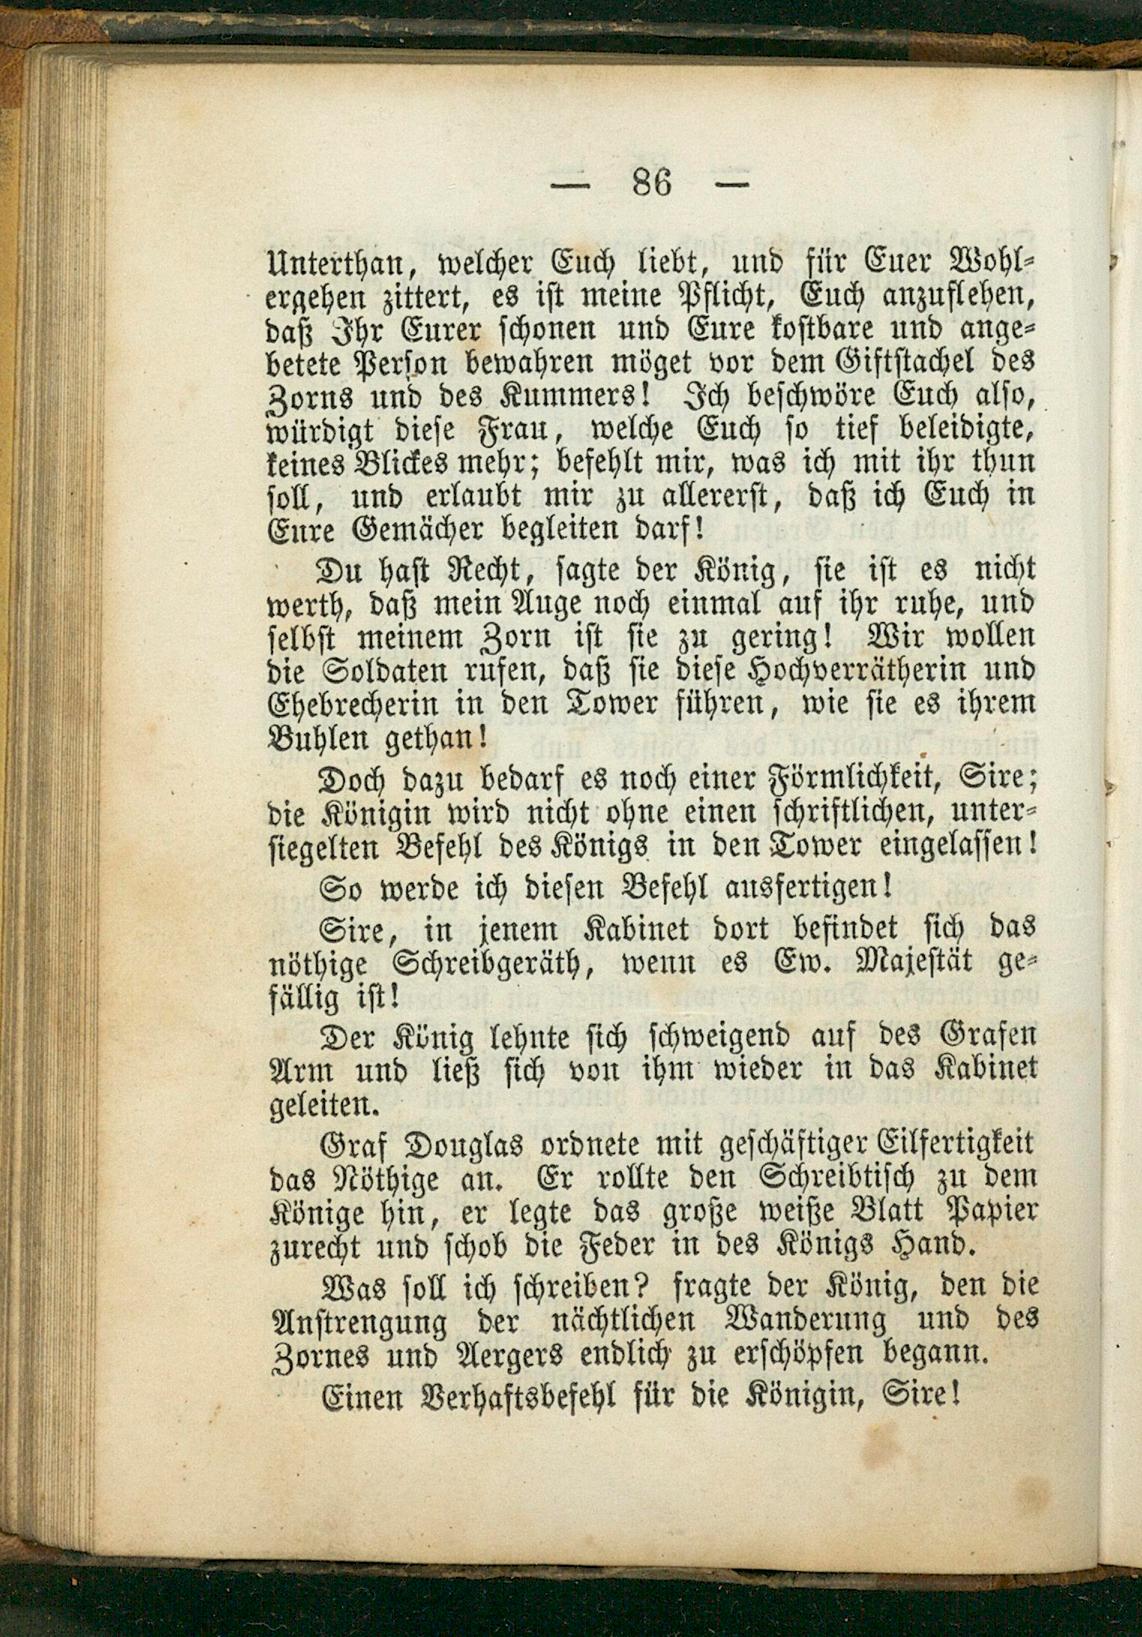 — 86 —
Unterthan, welcher Euch liebt, und für Euer Wohl-
ergehen zittert, es ist meine Pflicht, Euch anzuflehen,
daß Ihr Eurer schonen und Eure kostbare und ange-
betete Person bewahren möget vor dem Giftstachel des
Zorns und des Kummers! Ich beschwöre Euch also,
würdigt diese Frau, welche Euch so tief beleidigte,
keines Blickes mehr; befehlt mir, was ich mit ihr thun
soll, und erlaubt mir zu allererst, daß ich Euch in
Eure Gemächer begleiten darf!
Du hast Recht, sagte der König, sie ist es nicht
werth, daß mein Auge noch einmal auf ihr ruhe, und
selbst meinem Zorn ist sie zu gering! Wir wollen
die Soldaten rufen, daß sie diese Hochverrätherin und
Ehebrecherin in den Tower führen, wie sie es ihrem
Buhlen gethan!
Doch dazu bedarf es noch einer Förmlichkeit, Sire;
die Königin wird nicht ohne einen schriftlichen, unter-
siegelten Befehl des Königs in den Tower eingelassen!
So werde ich diesen Befehl ausfertigen!
Sire, in jenem Kabinet dort befindet sich das
nöthige Schreibgeräth, wenn es Ew. Majestät ge-
fällig ist!
Der König lehnte sich schweigend auf des Grafen
Arm und ließ sich von ihm wieder in das Kabinet
geleiten.
Graf Douglas ordnete mit geschäftiger Eilfertigkeit
das Nöthige an. Er rollte den Schreibtisch zu dem
Könige hin, er legte das große weiße Blatt Papier
zurecht und schob die Feder in des Königs Hand.
Was soll ich schreiben? fragte der König, den die
Anstrengung der nächtlichen Wanderung und des
Zornes und Aergers endlich zu erschöpfen begann.
Einen Verhaftsbefehl für die Königin, Sire!